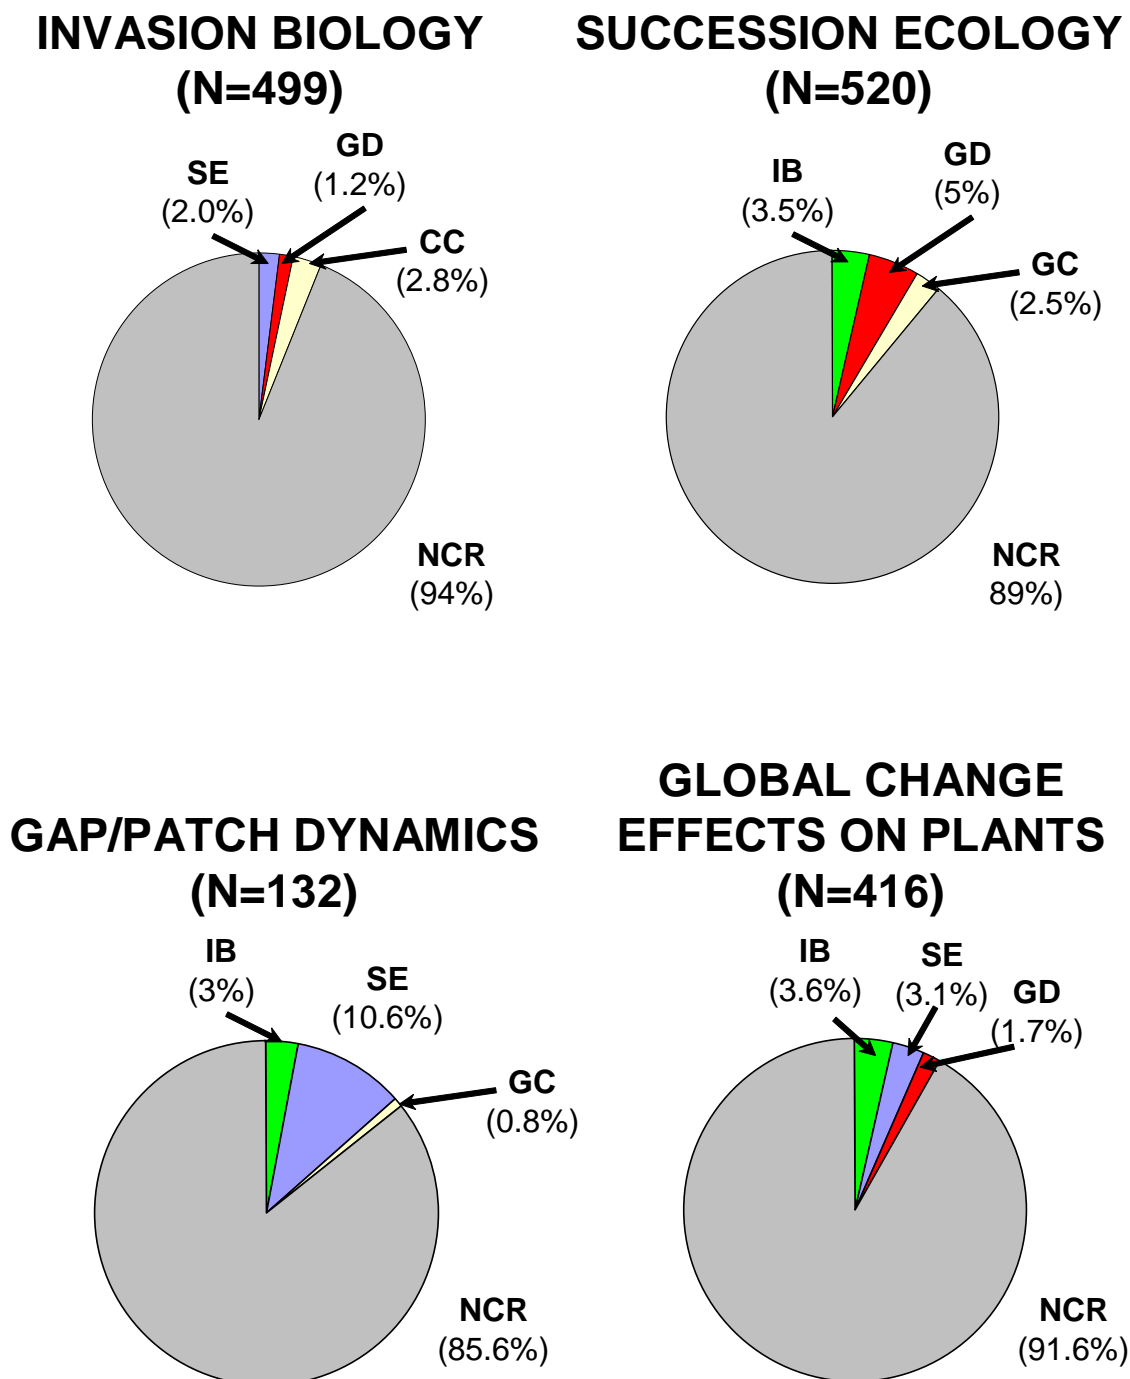 INVASION BIOLOGY
(N=499)
SE
(2.0%)
GD
(1.2%)
CC
(2.8%)
NCR
(94%)
SUCCESSION ECOLOGY
(N=520)
IB
(3.5%)
GD
(5%)
GC
(2.5%)
NCR
89%)
GAP/PATCH DYNAMICS
(N=132)
IB
(3%)
SE
(10.6%)
GC
(0.8%)
NCR
(85.6%)
GLOBAL CHANGE
EFFECTS ON PLANTS
(N=416)
IB
(3.6%)
SE
(3.1%)
GD
(1.7%)
NCR
(91.6%)